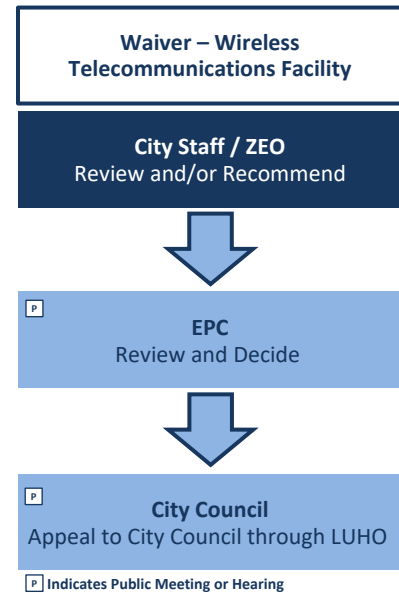 Waiver – Wireless
Telecommunications Facility
City Staff / ZEO
Review and/or Recommend
P
EPC
Review and Decide
P
City Council
Appeal to City Council through LUHO
P Indicates Public Meeting or Hearing